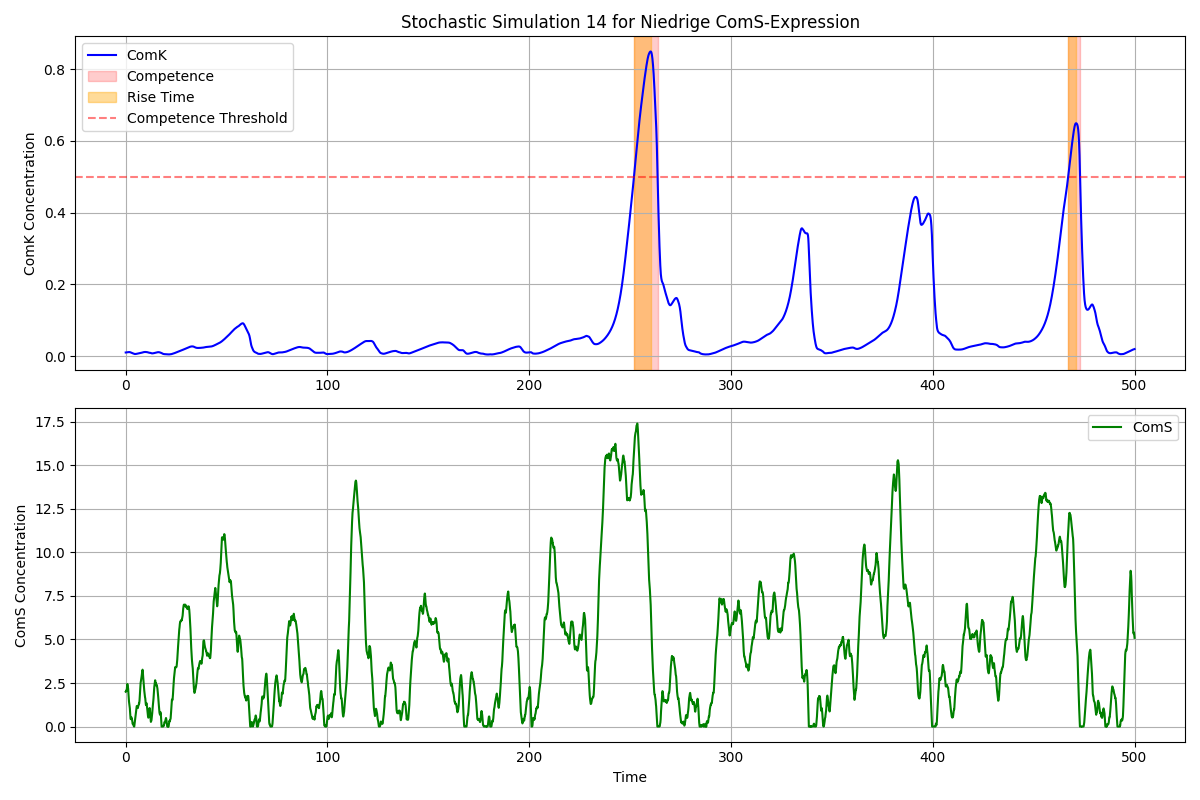 Stochastic Simulation 14 for Niedrige ComS-Expression
ComK
Competence
Rise Time
Competence Threshold
ComK Concentration
0.8
0.6
0.4
0.2
0.0
0 100 200 300 400 500
ComS
ComS Concentration
17.5
15.0
12.5
10.0
7.5
5.0
2.5
0.0
0 100 200 300 400 500
Time